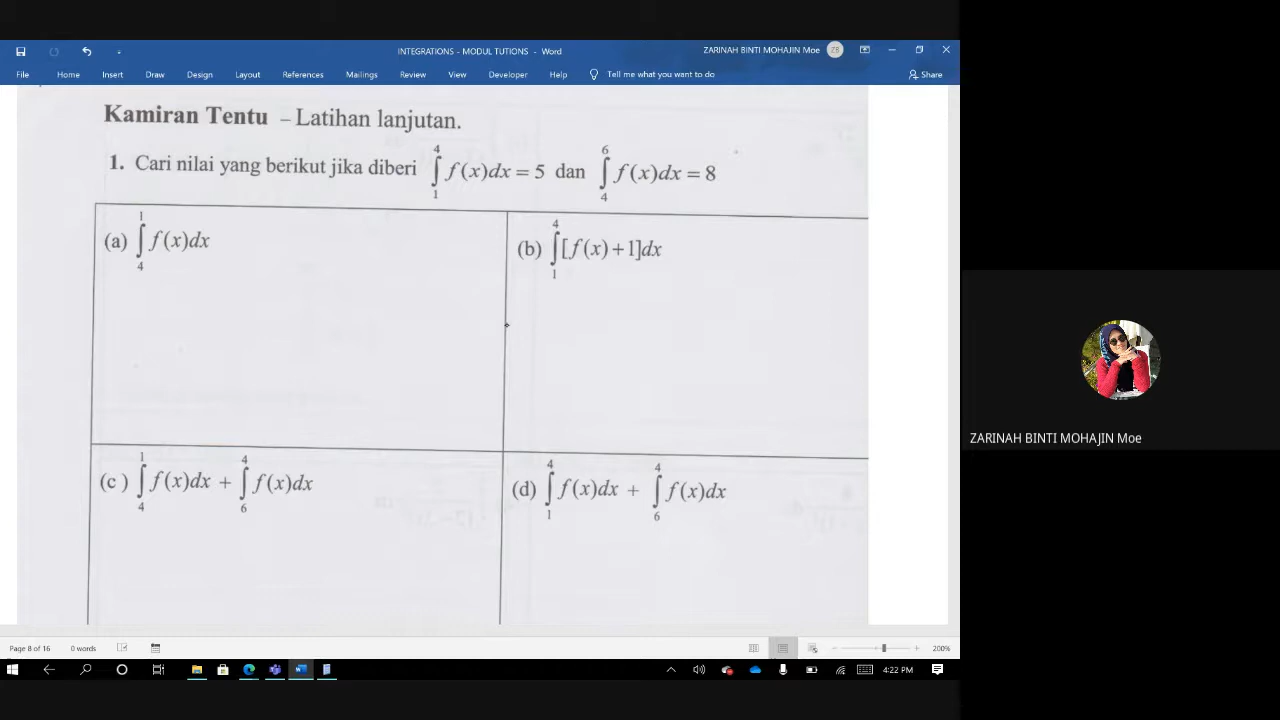 INTEGRATIONS - MODUL TUTIONS - Word
ZARINAH BINTI MOHAJIN Moe ZB
File Home Insert Draw Design Layout References Mailings Review View Developer Help Tell me what you want to do Share
Kamiran Tentu – Latihan lanjutan.
1. Cari nilai yang berikut jika diberi ∫₁⁴ f(x)dx = 5 dan ∫₄⁶ f(x)dx = 8
(a) ∫₄¹ f(x)dx
(b) ∫₁⁴ [f(x)+1]dx
(c ) ∫₄¹ f(x)dx + ∫₆⁴ f(x)dx
(d) ∫₁⁴ f(x)dx + ∫₆⁴ f(x)dx
ZARINAH BINTI MOHAJIN Moe
Page 8 of 16 0 words 200%
4:22 PM